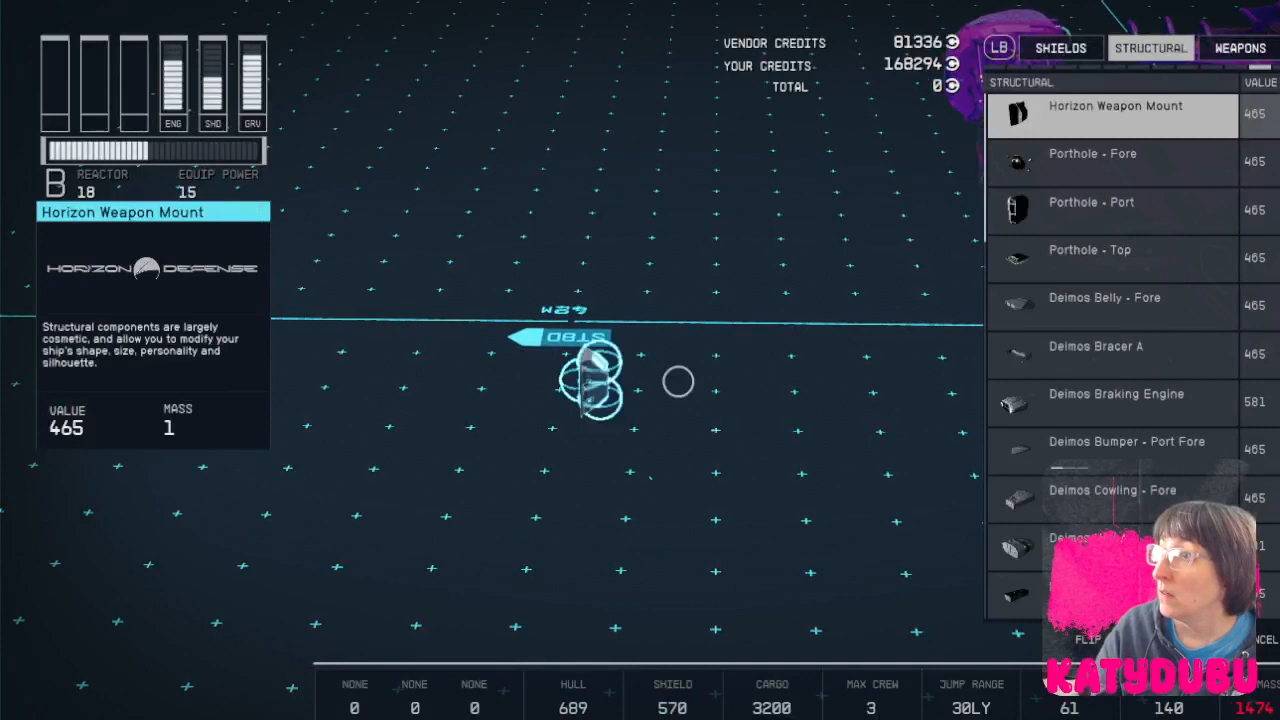 ENG
SHD
GRV
B
REACTOR
18
EQUIP POWER
15
Horizon Weapon Mount
HORIZON DEFENSE
Structural components are largely
cosmetic, and allow you to modify your
ship's shape, size, personality and
silhouette.
VALUE
465
MASS
1
STBD
VENDOR CREDITS 81336
YOUR CREDITS 168294
TOTAL 0
LB SHIELDS STRUCTURAL WEAPONS
STRUCTURAL VALUE
Horizon Weapon Mount 465
Porthole - Fore 465
Porthole - Port 465
Porthole - Top 465
Deimos Belly - Fore 465
Deimos Bracer A 465
Deimos Braking Engine 581
Deimos Bumper - Port Fore 465
Deimos Cowling - Fore 465
FLIP
KATYDUBU
NONE NONE NONE HULL SHIELD CARGO MAX CREW JUMP RANGE
0 0 0 689 570 3200 3 30LY 61 140 1474